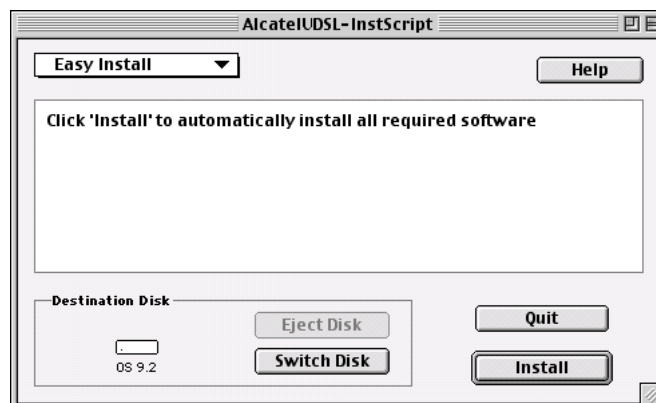 AlcatelUDSL-InstScript
Easy Install
Help
Click 'Install' to automatically install all required software
Destination Disk
Eject Disk
Quit
OS 9.2
Switch Disk
Install